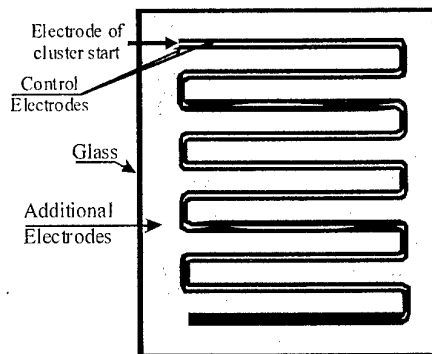 Electrode of
cluster start
Control
Electrodes
Glass
Additional
Electrodes